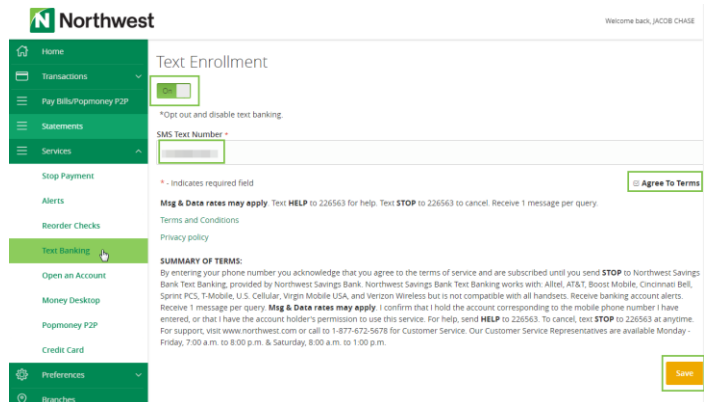 Northwest
Welcome back, JACOB CHASE
Home
Transactions
Pay Bills/Popmoney P2P
Statements
Services
Stop Payment
Alerts
Reorder Checks
Text Banking
Open an Account
Money Desktop
Popmoney P2P
Credit Card
Preferences
Branches
Text Enrollment
On
*Opt out and disable text banking.
SMS Text Number *
* - Indicates required field
Agree To Terms
Msg & Data rates may apply. Text HELP to 226563 for help. Text STOP to 226563 to cancel. Receive 1 message per query.
Terms and Conditions
Privacy policy
SUMMARY OF TERMS:
By entering your phone number you acknowledge that you agree to the terms of service and are subscribed until you send STOP to Northwest Savings
Bank Text Banking, provided by Northwest Savings Bank. Northwest Savings Bank Text Banking works with: Alltel, AT&T, Boost Mobile, Cincinnati Bell,
Sprint PCS, T-Mobile, U.S. Cellular, Virgin Mobile USA, and Verizon Wireless but is not compatible with all handsets. Receive banking account alerts.
Receive 1 message per query. Msg & Data rates may apply. I confirm that I hold the account corresponding to the mobile phone number I have
entered, or that I have the account holder's permission to use this service. For help, send HELP to 226563. To cancel, text STOP to 226563 at anytime.
For support, visit www.northwest.com or call to 1-877-672-5678 for Customer Service. Our Customer Service Representatives are available Monday -
Friday, 7:00 a.m. to 8:00 p.m. & Saturday, 8:00 a.m. to 1:00 p.m.
Save